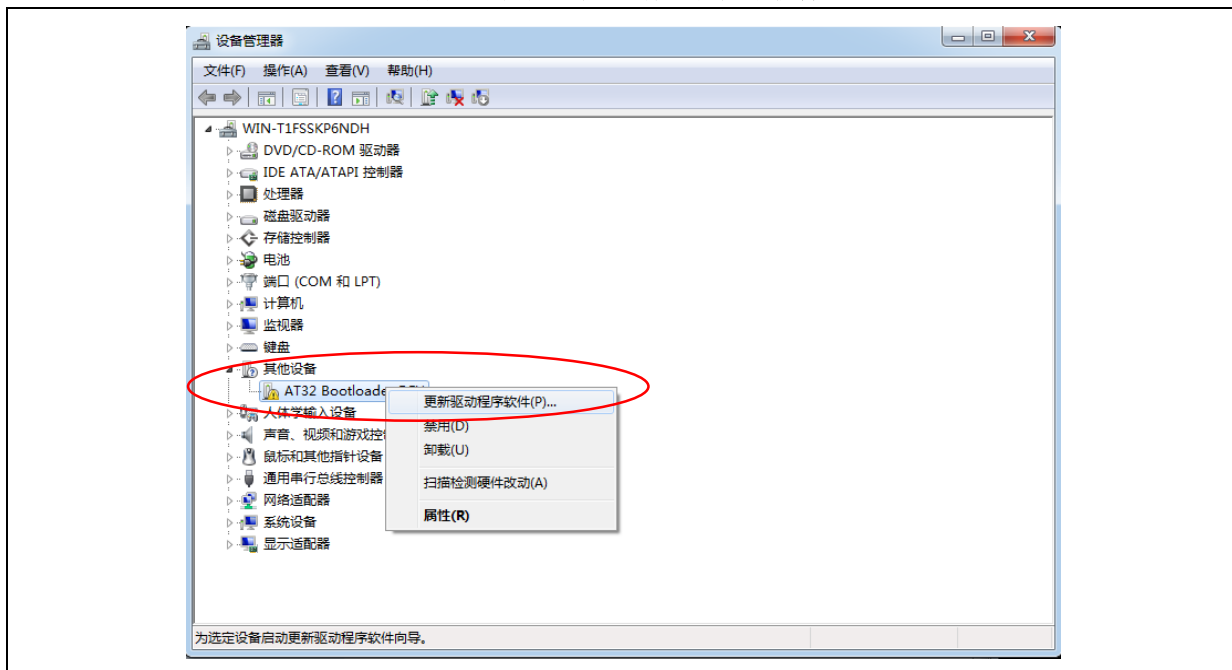 设备管理器
文件(F) 操作(A) 查看(V) 帮助(H)
WIN-T1FSSKP6NDH
DVD/CD-ROM 驱动器
IDE ATA/ATAPI 控制器
处理器
磁盘驱动器
存储控制器
电池
端口 (COM 和 LPT)
计算机
监视器
键盘
其他设备
AT32 Bootloader
更新驱动程序软件(P)...
人体学输入设备
禁用(D)
声音、视频和游戏控
卸载(U)
鼠标和其他指针设备
通用串行总线控制器
扫描检测硬件改动(A)
网络适配器
属性(R)
系统设备
显示适配器
为选定设备启动更新驱动程序软件向导。